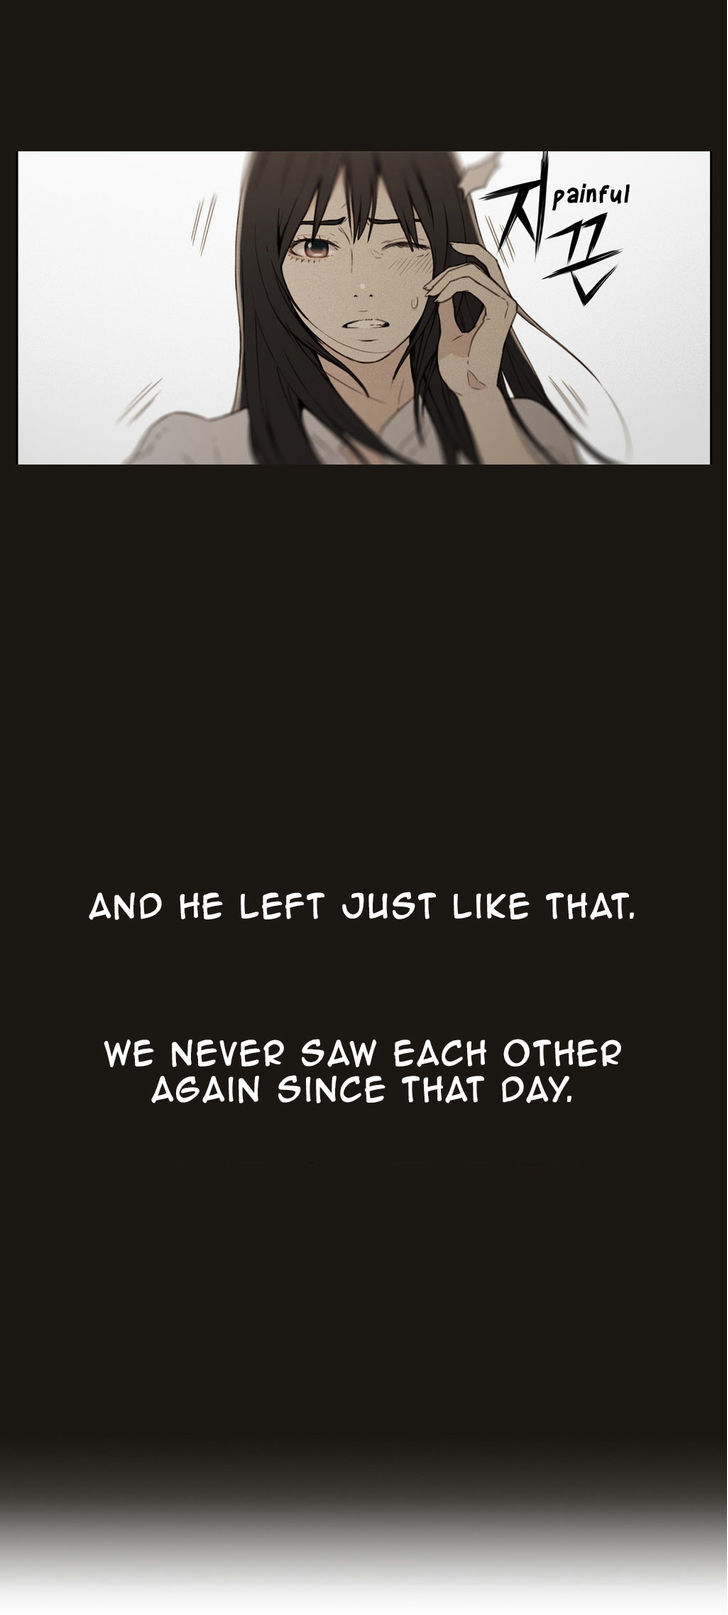 지끈
painful
AND HE LEFT JUST LIKE THAT.
WE NEVER SAW EACH OTHER
AGAIN SINCE THAT DAY.